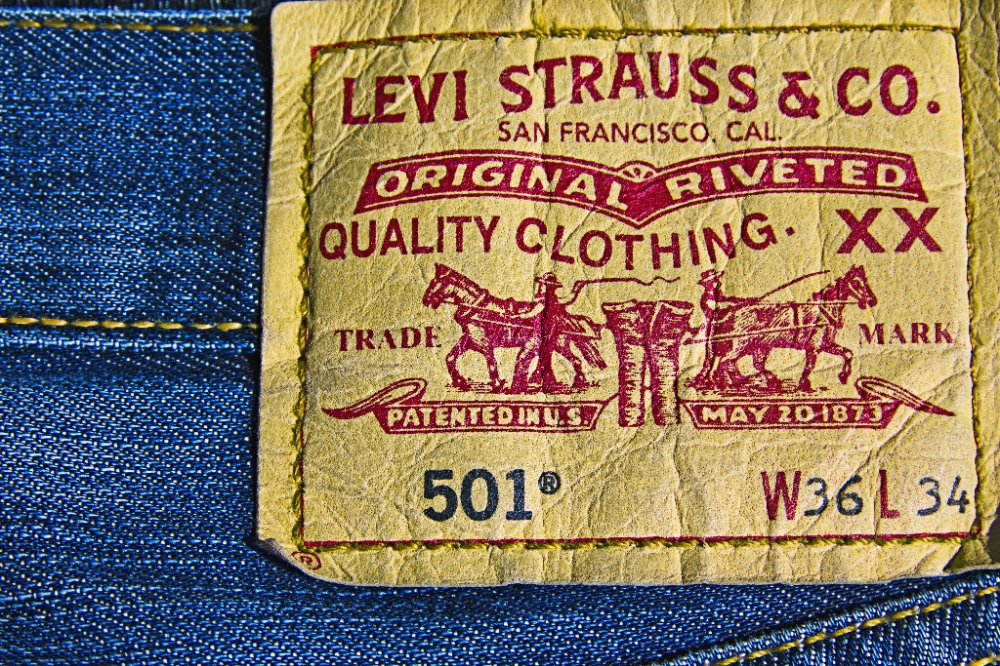 LEVI STRAUSS & CO.
SAN FRANCISCO. CAL.
ORIGINAL RIVETED
QUALITY CLOTHING. XX
TRADE MARK
PATENTED IN U.S. MAY 20 1873
501®
W36 L 34
®